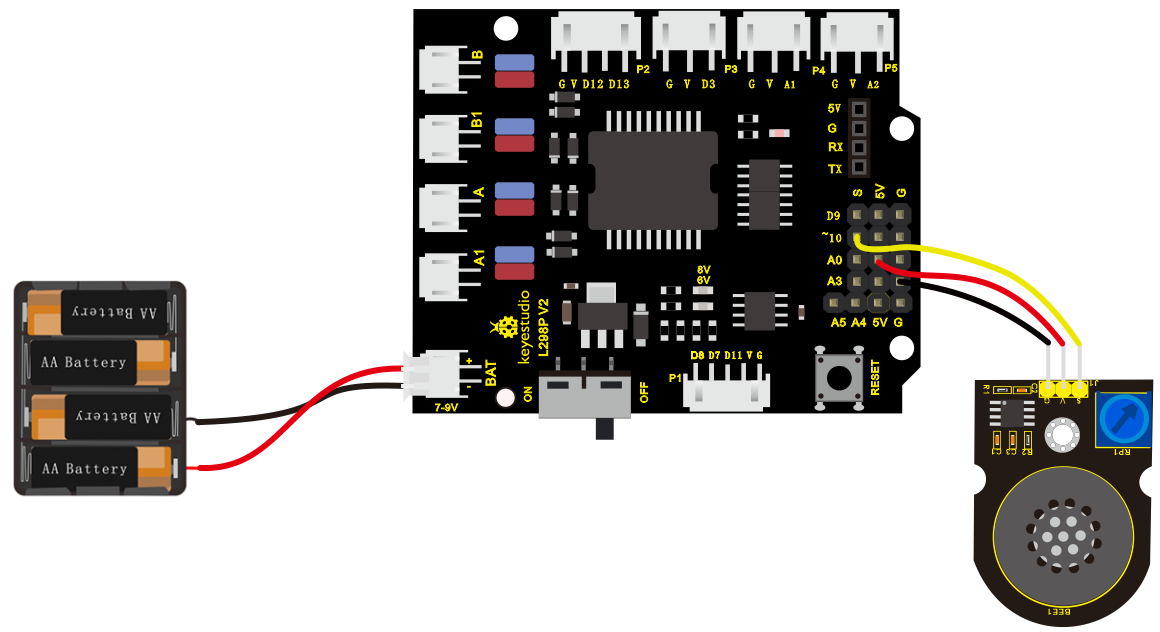 B
B1
A
A1
P2
P3
P4
P5
G V D12 D13
G V D3
G V A1
G V A2
5V
G
RX
TX
S 5V G
D9
~10
A0
A3
A5 A4 5V G
8V
6V
keyestudio
L298P V2
+
-
BAT
7-9V
ON
OFF
P1
D8 D7 D11 V G
RESET
AA Battery
AA Battery
AA Battery
AA Battery
J1
G V S
R1
C2
C1 C3 R2
RP1
BEE1